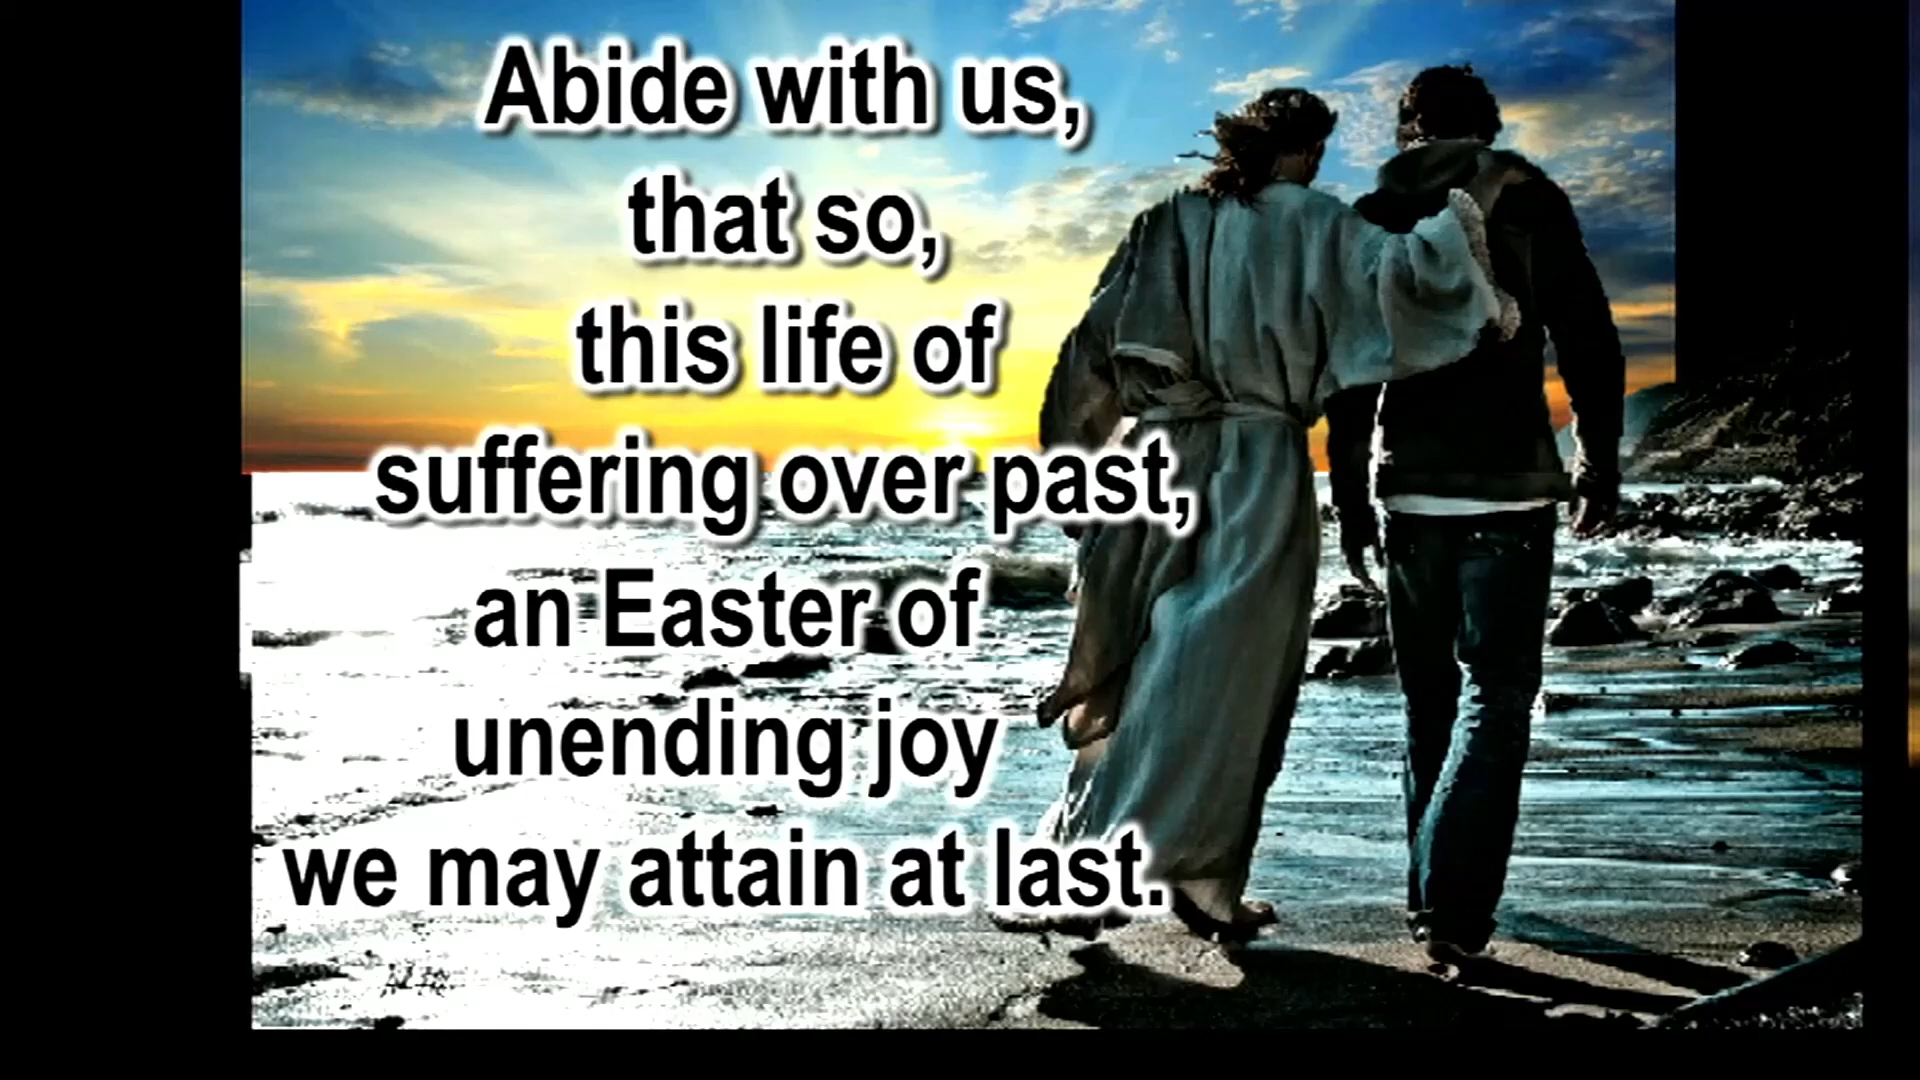 Abide with us,
that so,
this life of
suffering over past,
an Easter of
unending joy
we may attain at last.